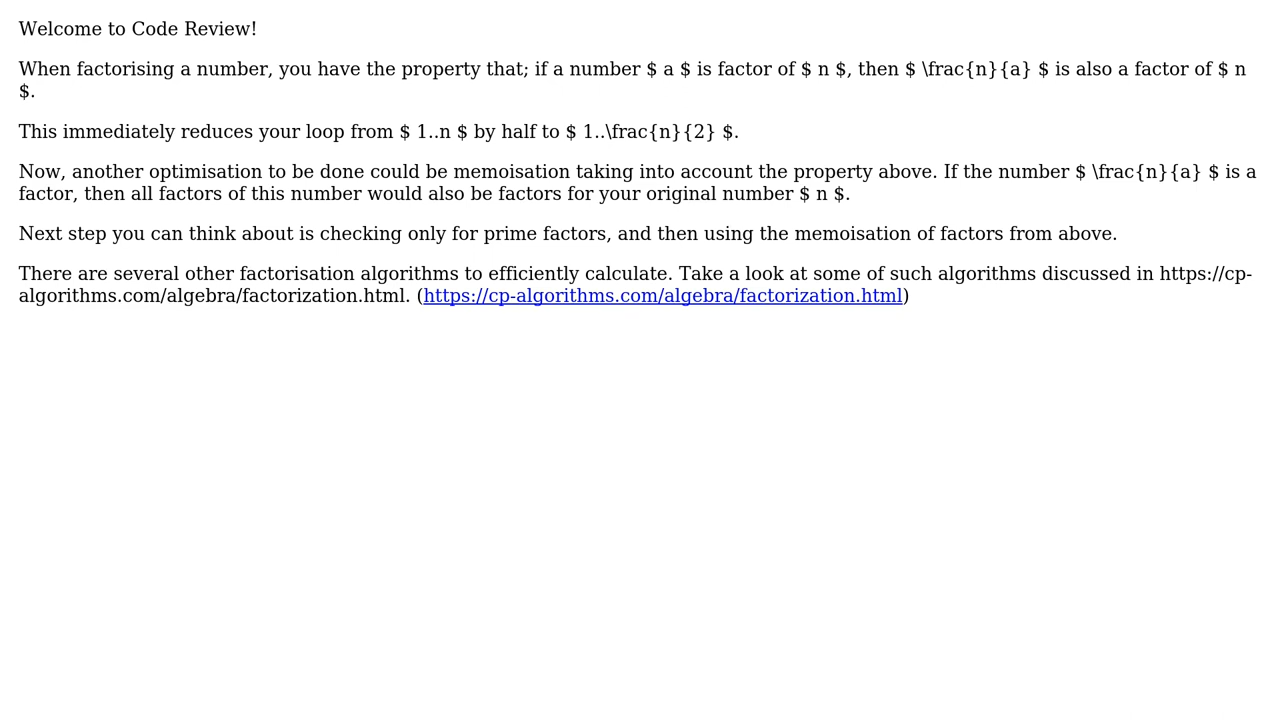 Welcome to Code Review!
When factorising a number, you have the property that; if a number $ a $ is factor of $ n $, then $ \frac{n}{a} $ is also a factor of $ n
$.
This immediately reduces your loop from $ 1..n $ by half to $ 1..\frac{n}{2} $.
Now, another optimisation to be done could be memoisation taking into account the property above. If the number $ \frac{n}{a} $ is a
factor, then all factors of this number would also be factors for your original number $ n $.
Next step you can think about is checking only for prime factors, and then using the memoisation of factors from above.
There are several other factorisation algorithms to efficiently calculate. Take a look at some of such algorithms discussed in https://cp-
algorithms.com/algebra/factorization.html. (https://cp-algorithms.com/algebra/factorization.html)